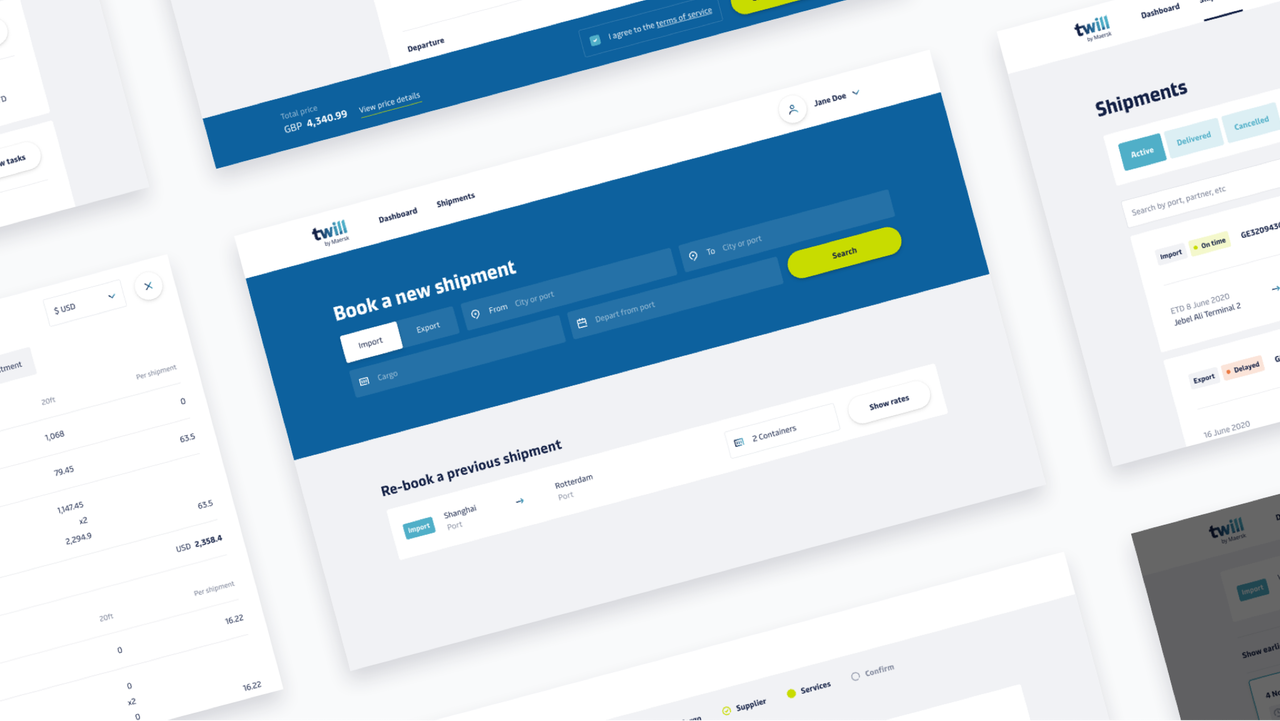 Departure
I agree to the terms of service
Total price
GBP 4,340.99
View price details
w tasks
$ USD
20ft
Per shipment
1,068
0
79.45
63.5
1,147.45
x2
2,294.9
63.5
USD 2,358.4
20ft
Per shipment
0
16.22
0
x2
0
16.22
twill
by Maersk
Dashboard
Shipments
Jane Doe
Book a new shipment
Import
Export
From
City or port
To
City or port
Cargo
Depart from port
Search
Re-book a previous shipment
Import
Shanghai
Port
Rotterdam
Port
2 Containers
Show rates
twill
by Maersk
Dashboard
Shipments
Active
Delivered
Cancelled
Search by port, partner, etc
Import
On time
ETD 8 June 2020
Jebel Ali Terminal 2
Export
Delayed
16 June 2020
Supplier
Services
Confirm
twill
by Maersk
Import